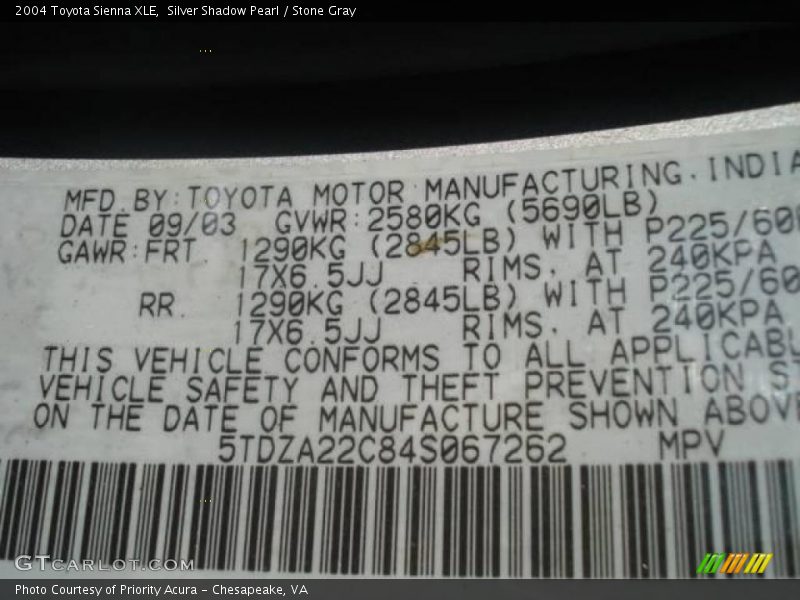 2004 Toyota Sienna XLE,  Silver Shadow Pearl / Stone Gray
MFD.BY:TOYOTA MOTOR MANUFACTURING.INDIA
DATE 09/03 GVWR:2580KG (5690LB)
GAWR:FRT. 1290KG (2845LB) WITH P225/60
17X6.5JJ RIMS. AT 240KPA
RR. 1290KG (2845LB) WITH P225/60
17X6.5JJ RIMS. AT 240KPA
THIS VEHICLE CONFORMS TO ALL APPLICABL
VEHICLE SAFETY AND THEFT PREVENTION S
ON THE DATE OF MANUFACTURE SHOWN ABOVE
5TDZA22C84S067262 MPV
GTCARLOT.COM
Photo Courtesy of Priority Acura - Chesapeake, VA